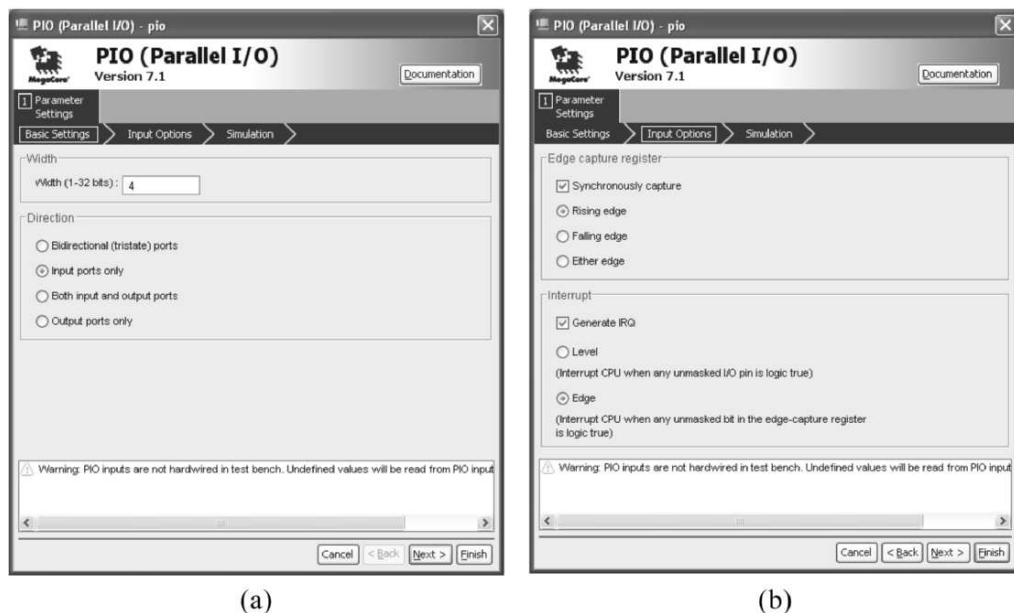 PIO (Parallel I/O) - pio
MegaCore®
PIO (Parallel I/O)
Version 7.1
Documentation
1 Parameter
Settings
Basic Settings > Input Options > Simulation >
Width
Width (1-32 bits) : 4
Direction
Bidirectional (tristate) ports
Input ports only
Both input and output ports
Output ports only
Warning: PIO inputs are not hardwired in test bench. Undefined values will be read from PIO input
Cancel < Back Next > Finish
(a)
PIO (Parallel I/O) - pio
MegaCore®
PIO (Parallel I/O)
Version 7.1
Documentation
1 Parameter
Settings
Basic Settings > Input Options > Simulation >
Edge capture register
Synchronously capture
Rising edge
Falling edge
Either edge
Interrupt
Generate IRQ
Level
(Interrupt CPU when any unmasked I/O pin is logic true)
Edge
(Interrupt CPU when any unmasked bit in the edge-capture register
is logic true)
Warning: PIO inputs are not hardwired in test bench. Undefined values will be read from PIO input
Cancel < Back Next > Finish
(b)